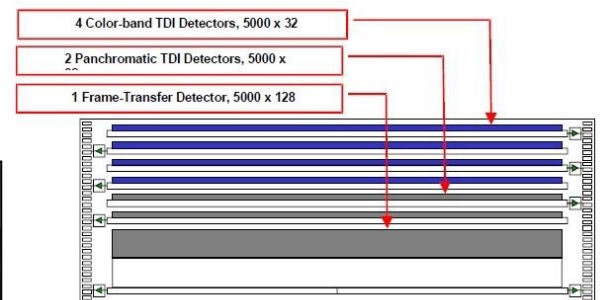 4 Color-band TDI Detectors, 5000 x 32
2 Panchromatic TDI Detectors, 5000 x
1 Frame-Transfer Detector, 5000 x 128